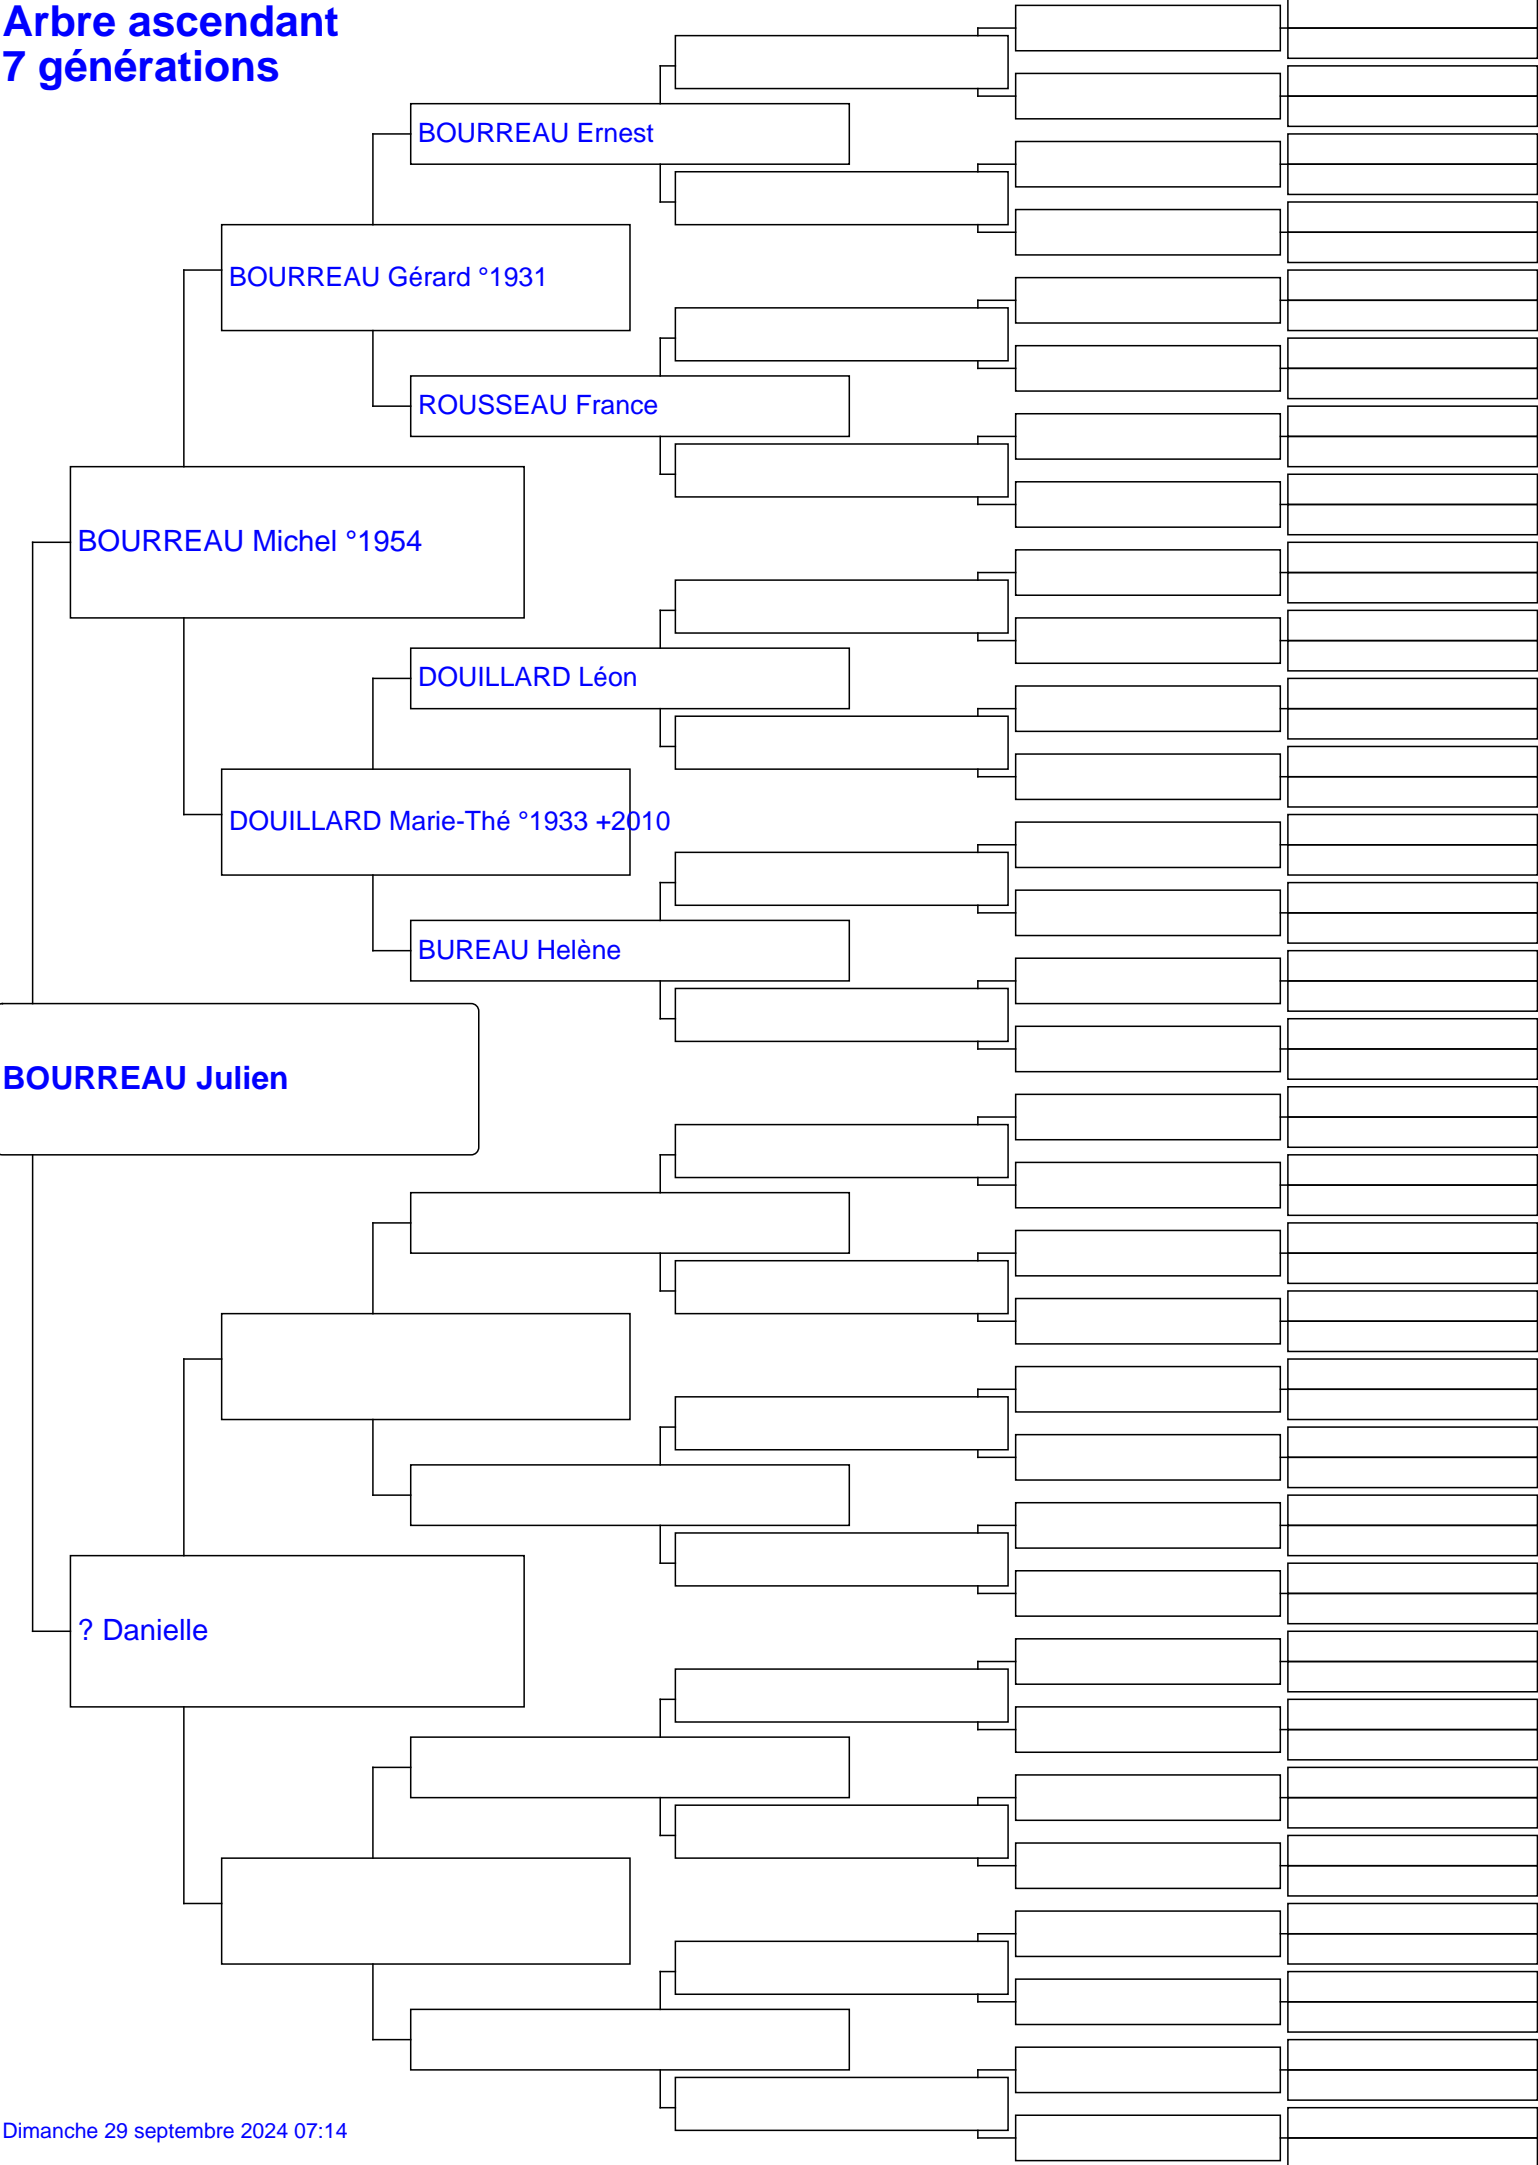 Arbre ascendant
7 générations
BOURREAU Ernest
BOURREAU Gérard °1931
ROUSSEAU France
BOURREAU Michel °1954
DOUILLARD Léon
DOUILLARD Marie-Thé °1933 +2010
BUREAU Helène
BOURREAU Julien
? Danielle
Dimanche 29 septembre 2024 07:14